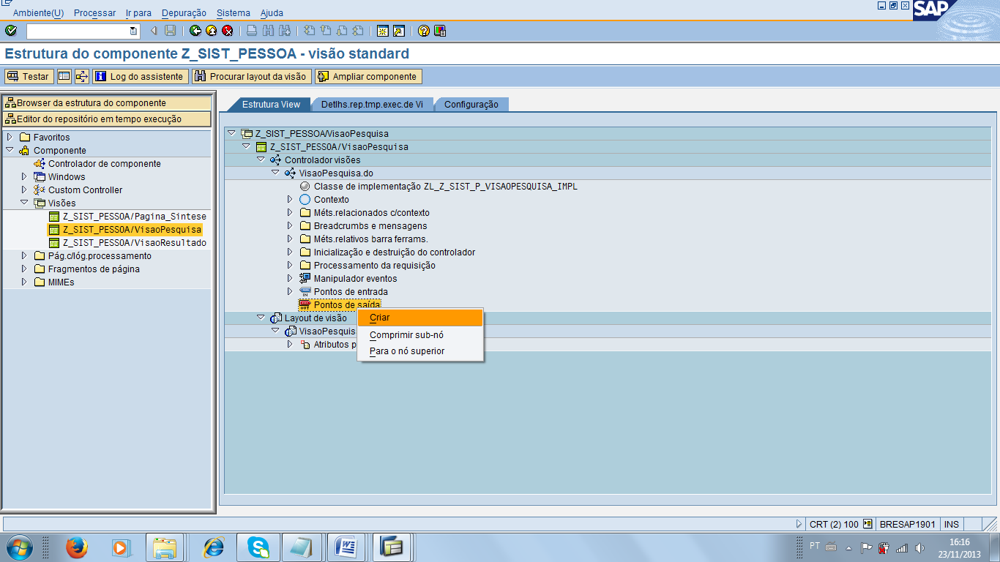 Ambiente(U) Processar Ir para Depuração Sistema Ajuda
SAP
Estrutura do componente Z_SIST_PESSOA - visão standard
Testar Log do assistente Procurar layout da visão Ampliar componente
Browser da estrutura do componente
Editor do repositório em tempo execução
Favoritos
Componente
Controlador de componente
Windows
Custom Controller
Visões
Z_SIST_PESSOA/Pagina_Sintese
Z_SIST_PESSOA/VisaoPesquisa
Z_SIST_PESSOA/VisaoResultado
Pág.c/lóg.processamento
Fragmentos de página
MIMEs
Estrutura View Detlhs.rep.tmp.exec.de Vi Configuração
Z_SIST_PESSOA/VisaoPesquisa
Z_SIST_PESSOA/VisaoPesquisa
Controlador visões
VisaoPesquisa.do
Classe de implementação ZL_Z_SIST_P_VISAOPESQUISA_IMPL
Contexto
Méts.relacionados c/contexto
Breadcrumbs e mensagens
Méts.relativos barra ferrams.
Inicialização e destruição do controlador
Processamento da requisição
Manipulador eventos
IN Pontos de entrada
OUT Pontos de saída
Layout de visão
VisaoPesquis
Atributos p
Criar
Comprimir sub-nó
Para o nó superior
CRT (2) 100 BRESAP1901 INS
PT 16:16
23/11/2013